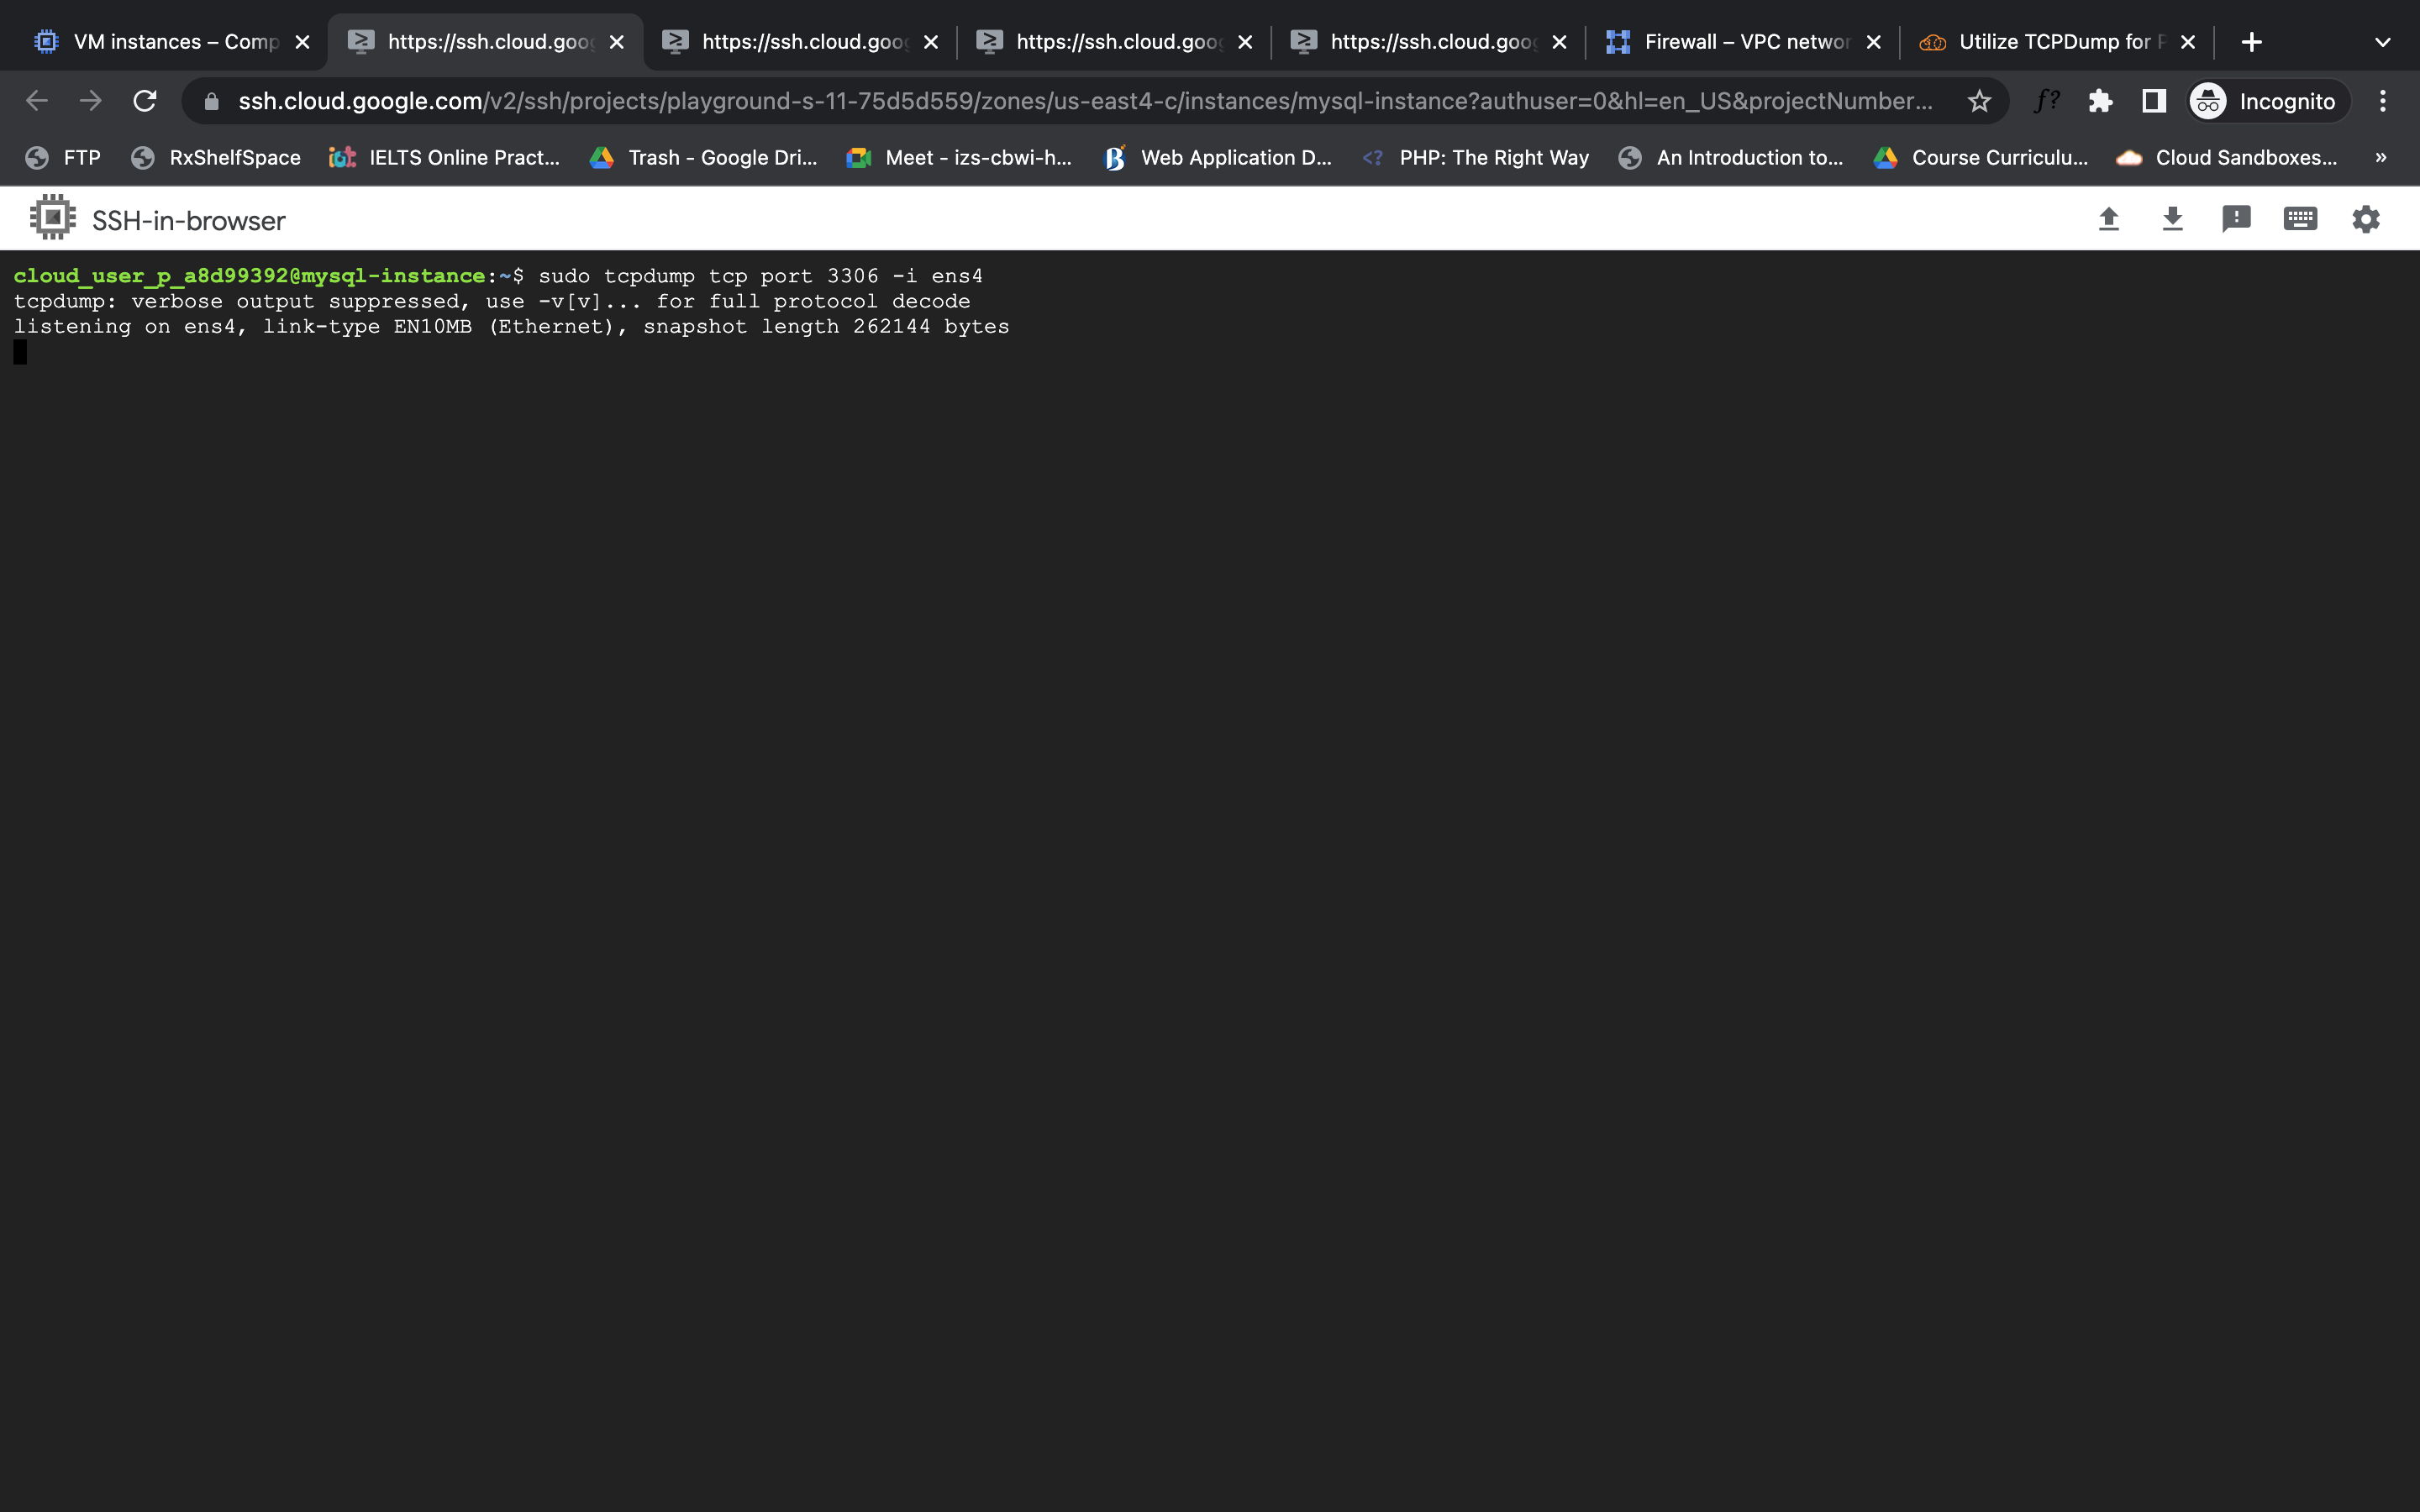 VM instances – Comp
https://ssh.cloud.goog
https://ssh.cloud.goog
https://ssh.cloud.goog
https://ssh.cloud.goog
Firewall – VPC networ
Utilize TCPDump for P
ssh.cloud.google.com/v2/ssh/projects/playground-s-11-75d5d559/zones/us-east4-c/instances/mysql-instance?authuser=0&hl=en_US&projectNumber...
f?
Incognito
FTP
RxShelfSpace
IELTS Online Pract...
Trash - Google Dri...
Meet - izs-cbwi-h...
Web Application D...
PHP: The Right Way
An Introduction to...
Course Curriculu...
Cloud Sandboxes...
»
SSH-in-browser
cloud_user_p_a8d99392@mysql-instance:~$ sudo tcpdump tcp port 3306 -i ens4
tcpdump: verbose output suppressed, use -v[v]... for full protocol decode
listening on ens4, link-type EN10MB (Ethernet), snapshot length 262144 bytes